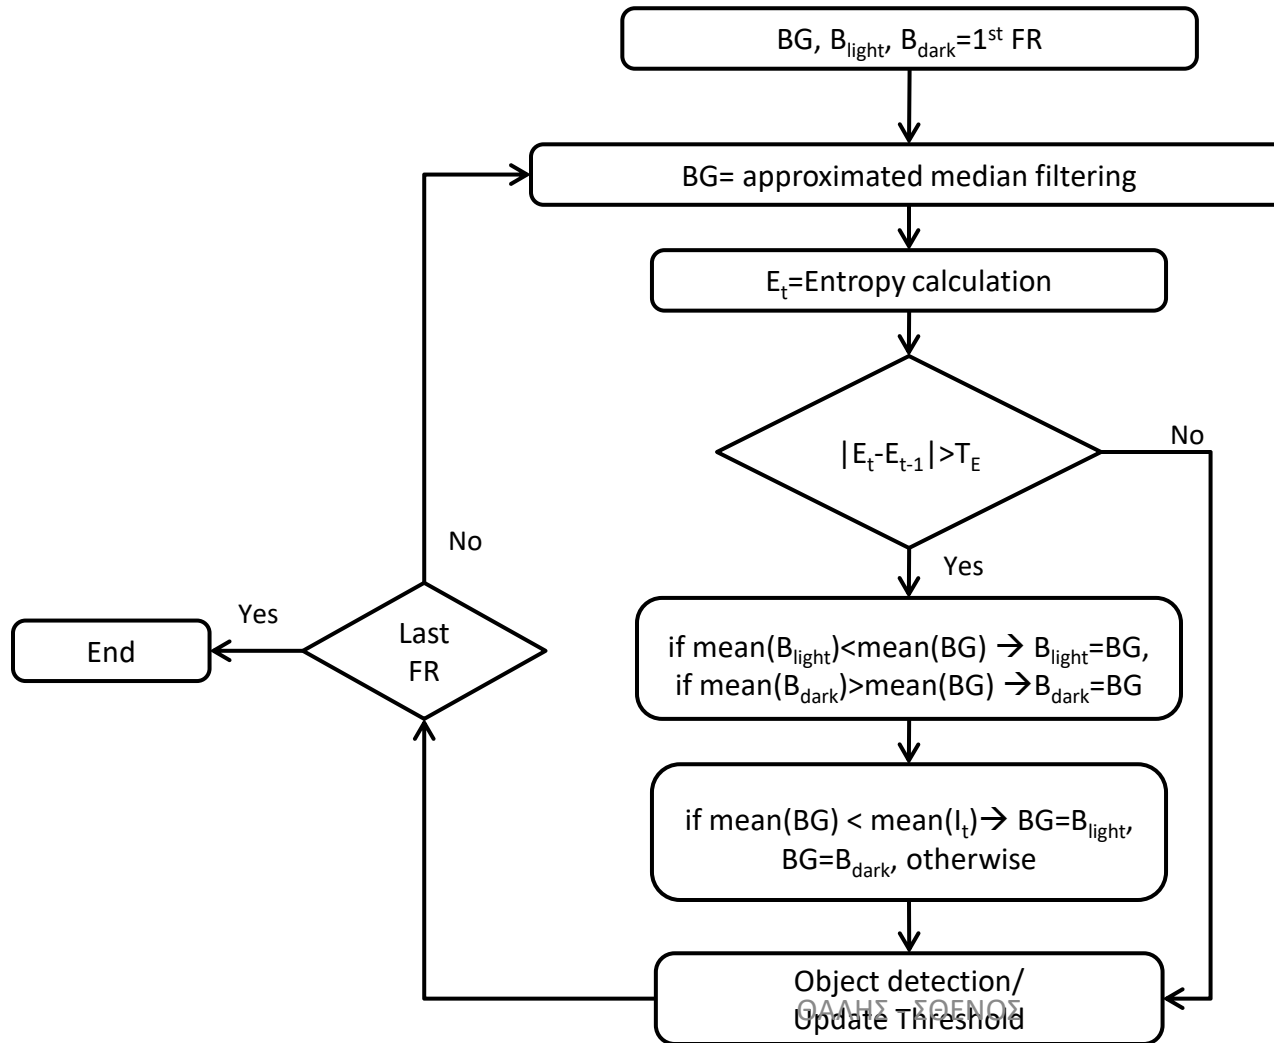 BG, B_light, B_dark=1st FR
BG= approximated median filtering
E_t=Entropy calculation
|E_t-E_t-1|>T_E
No
Yes
if mean(B_light)<mean(BG) → B_light=BG,
if mean(B_dark)>mean(BG) →B_dark=BG
if mean(BG) < mean(I_t)→ BG=B_light,
BG=B_dark, otherwise
Object detection/
Update Threshold
ΘΑΛΗΣ - ΣΘΕΝΟΣ
Last
FR
No
Yes
End